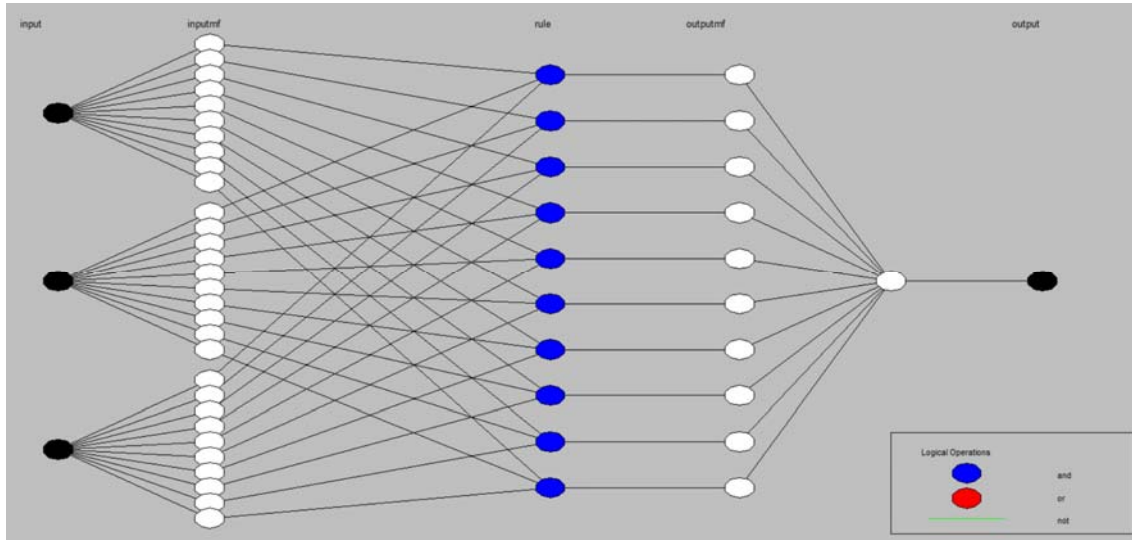 input inputmf rule outputmf output
Logical Operations
and
or
not